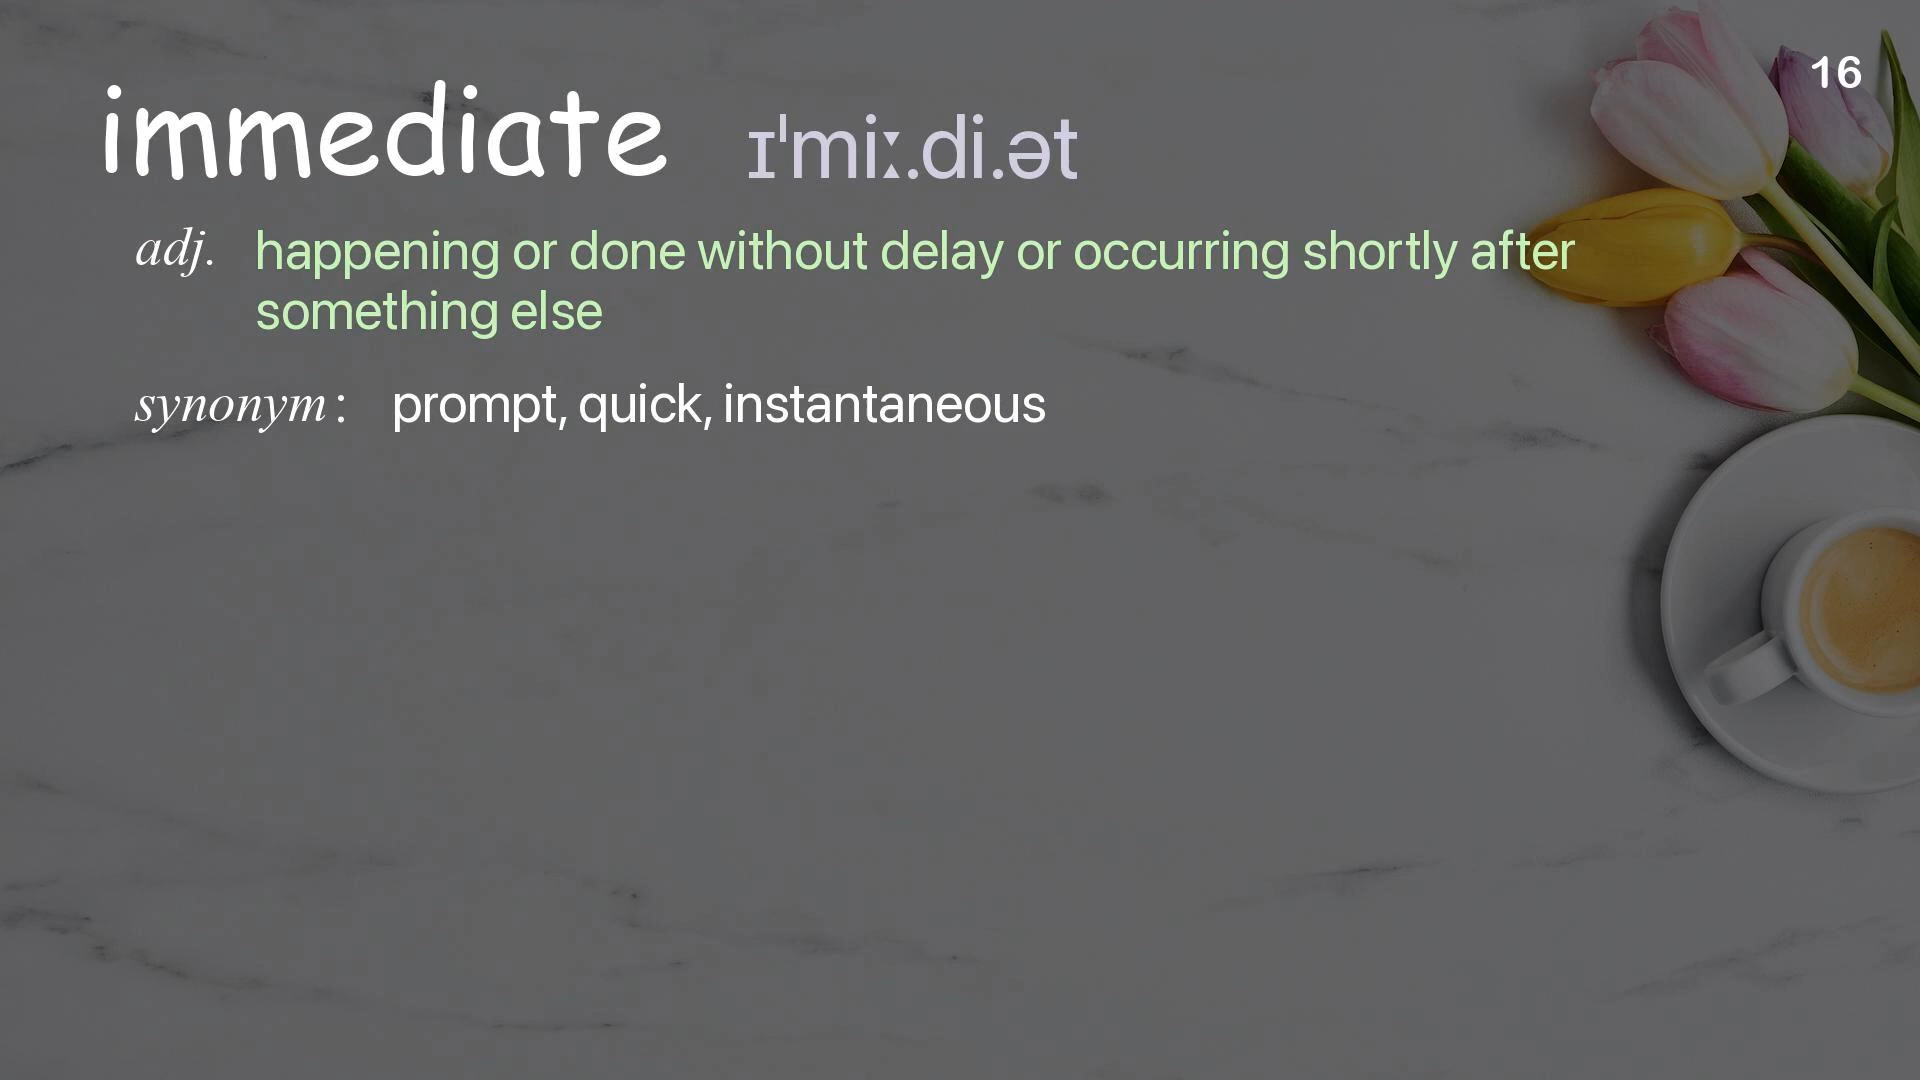 16
immediate ɪˈmiː.di.ət
adj. happening or done without delay or occurring shortly after
something else
synonym: prompt, quick, instantaneous